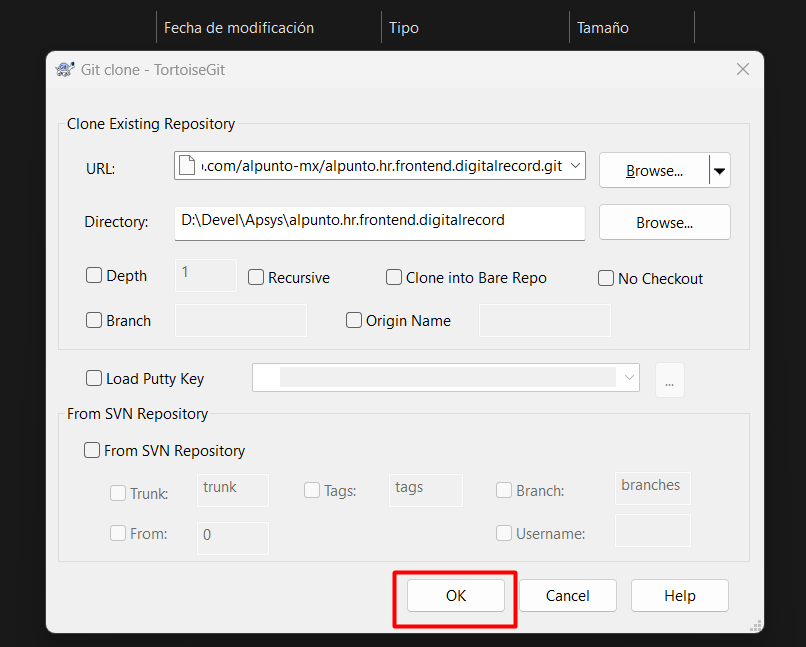 Fecha de modificación Tipo Tamaño
Git clone - TortoiseGit
Clone Existing Repository
URL: .com/alpunto-mx/alpunto.hr.frontend.digitalrecord.git Browse...
Directory: D:\Devel\Apsys\alpunto.hr.frontend.digitalrecord Browse...
Depth 1 Recursive Clone into Bare Repo No Checkout
Branch Origin Name
Load Putty Key ...
From SVN Repository
From SVN Repository
Trunk: trunk Tags: tags Branch: branches
From: 0 Username:
OK Cancel Help